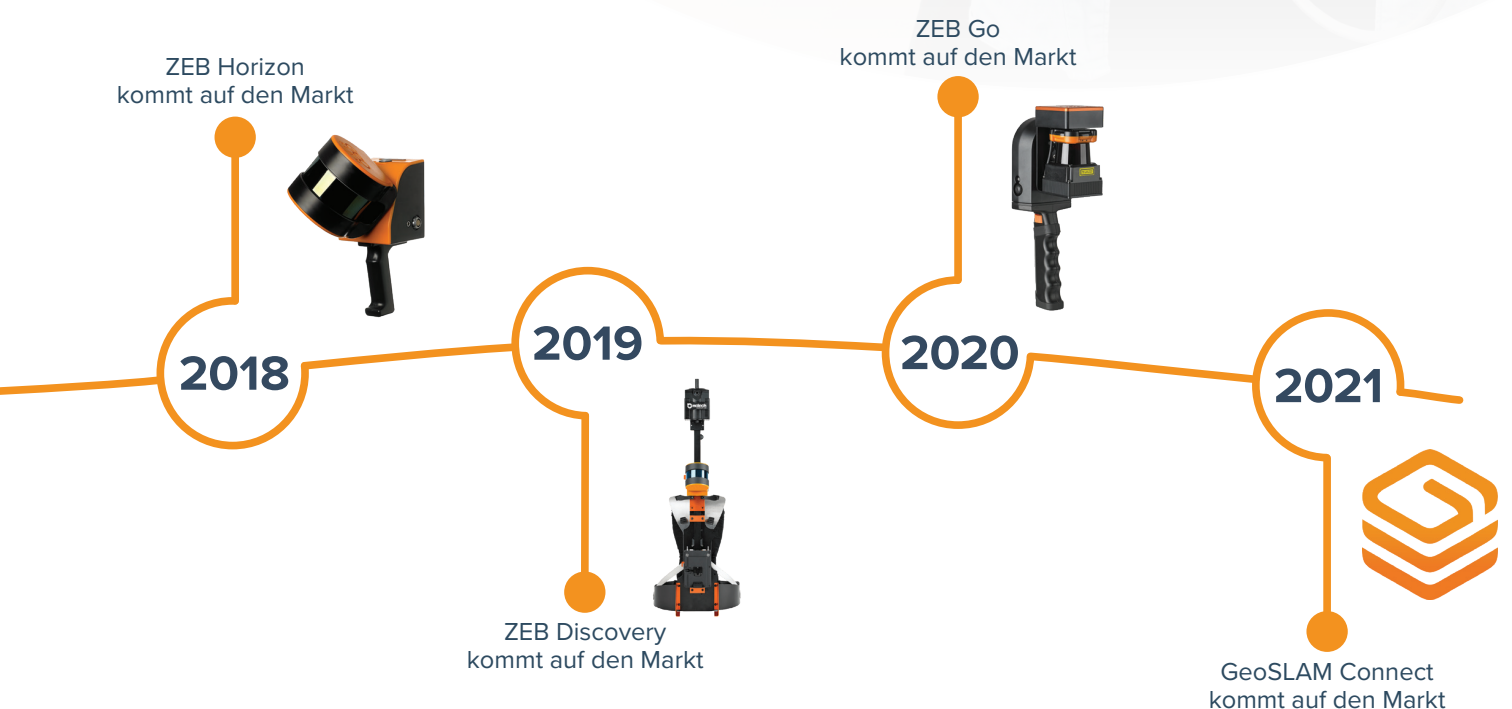 ZEB Horizon
kommt auf den Markt
2018
2019
ZEB Discovery
kommt auf den Markt
ZEB Go
kommt auf den Markt
2020
2021
GeoSLAM Connect
kommt auf den Markt